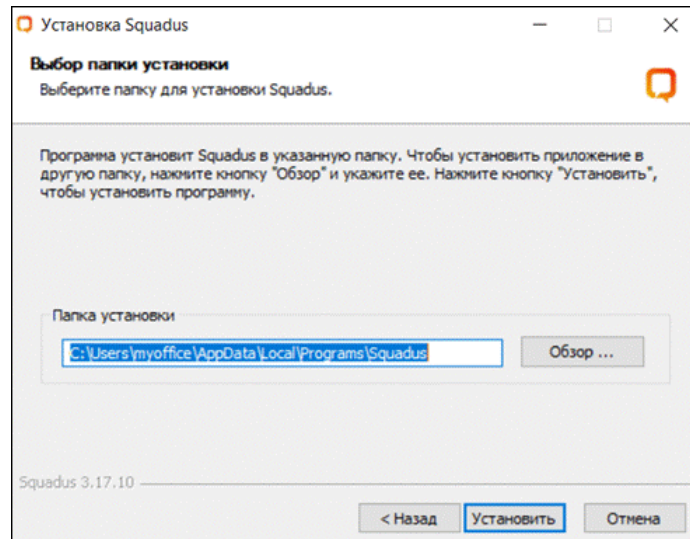 Установка Squadus
Выбор папки установки
Выберите папку для установки Squadus.
Программа установит Squadus в указанную папку. Чтобы установить приложение в
другую папку, нажмите кнопку "Обзор" и укажите ее. Нажмите кнопку "Установить",
чтобы установить программу.
Папка установки
C:\Users\myoffice\AppData\Local\Programs\Squadus
Обзор ...
Squadus 3.17.10
< Назад
Установить
Отмена